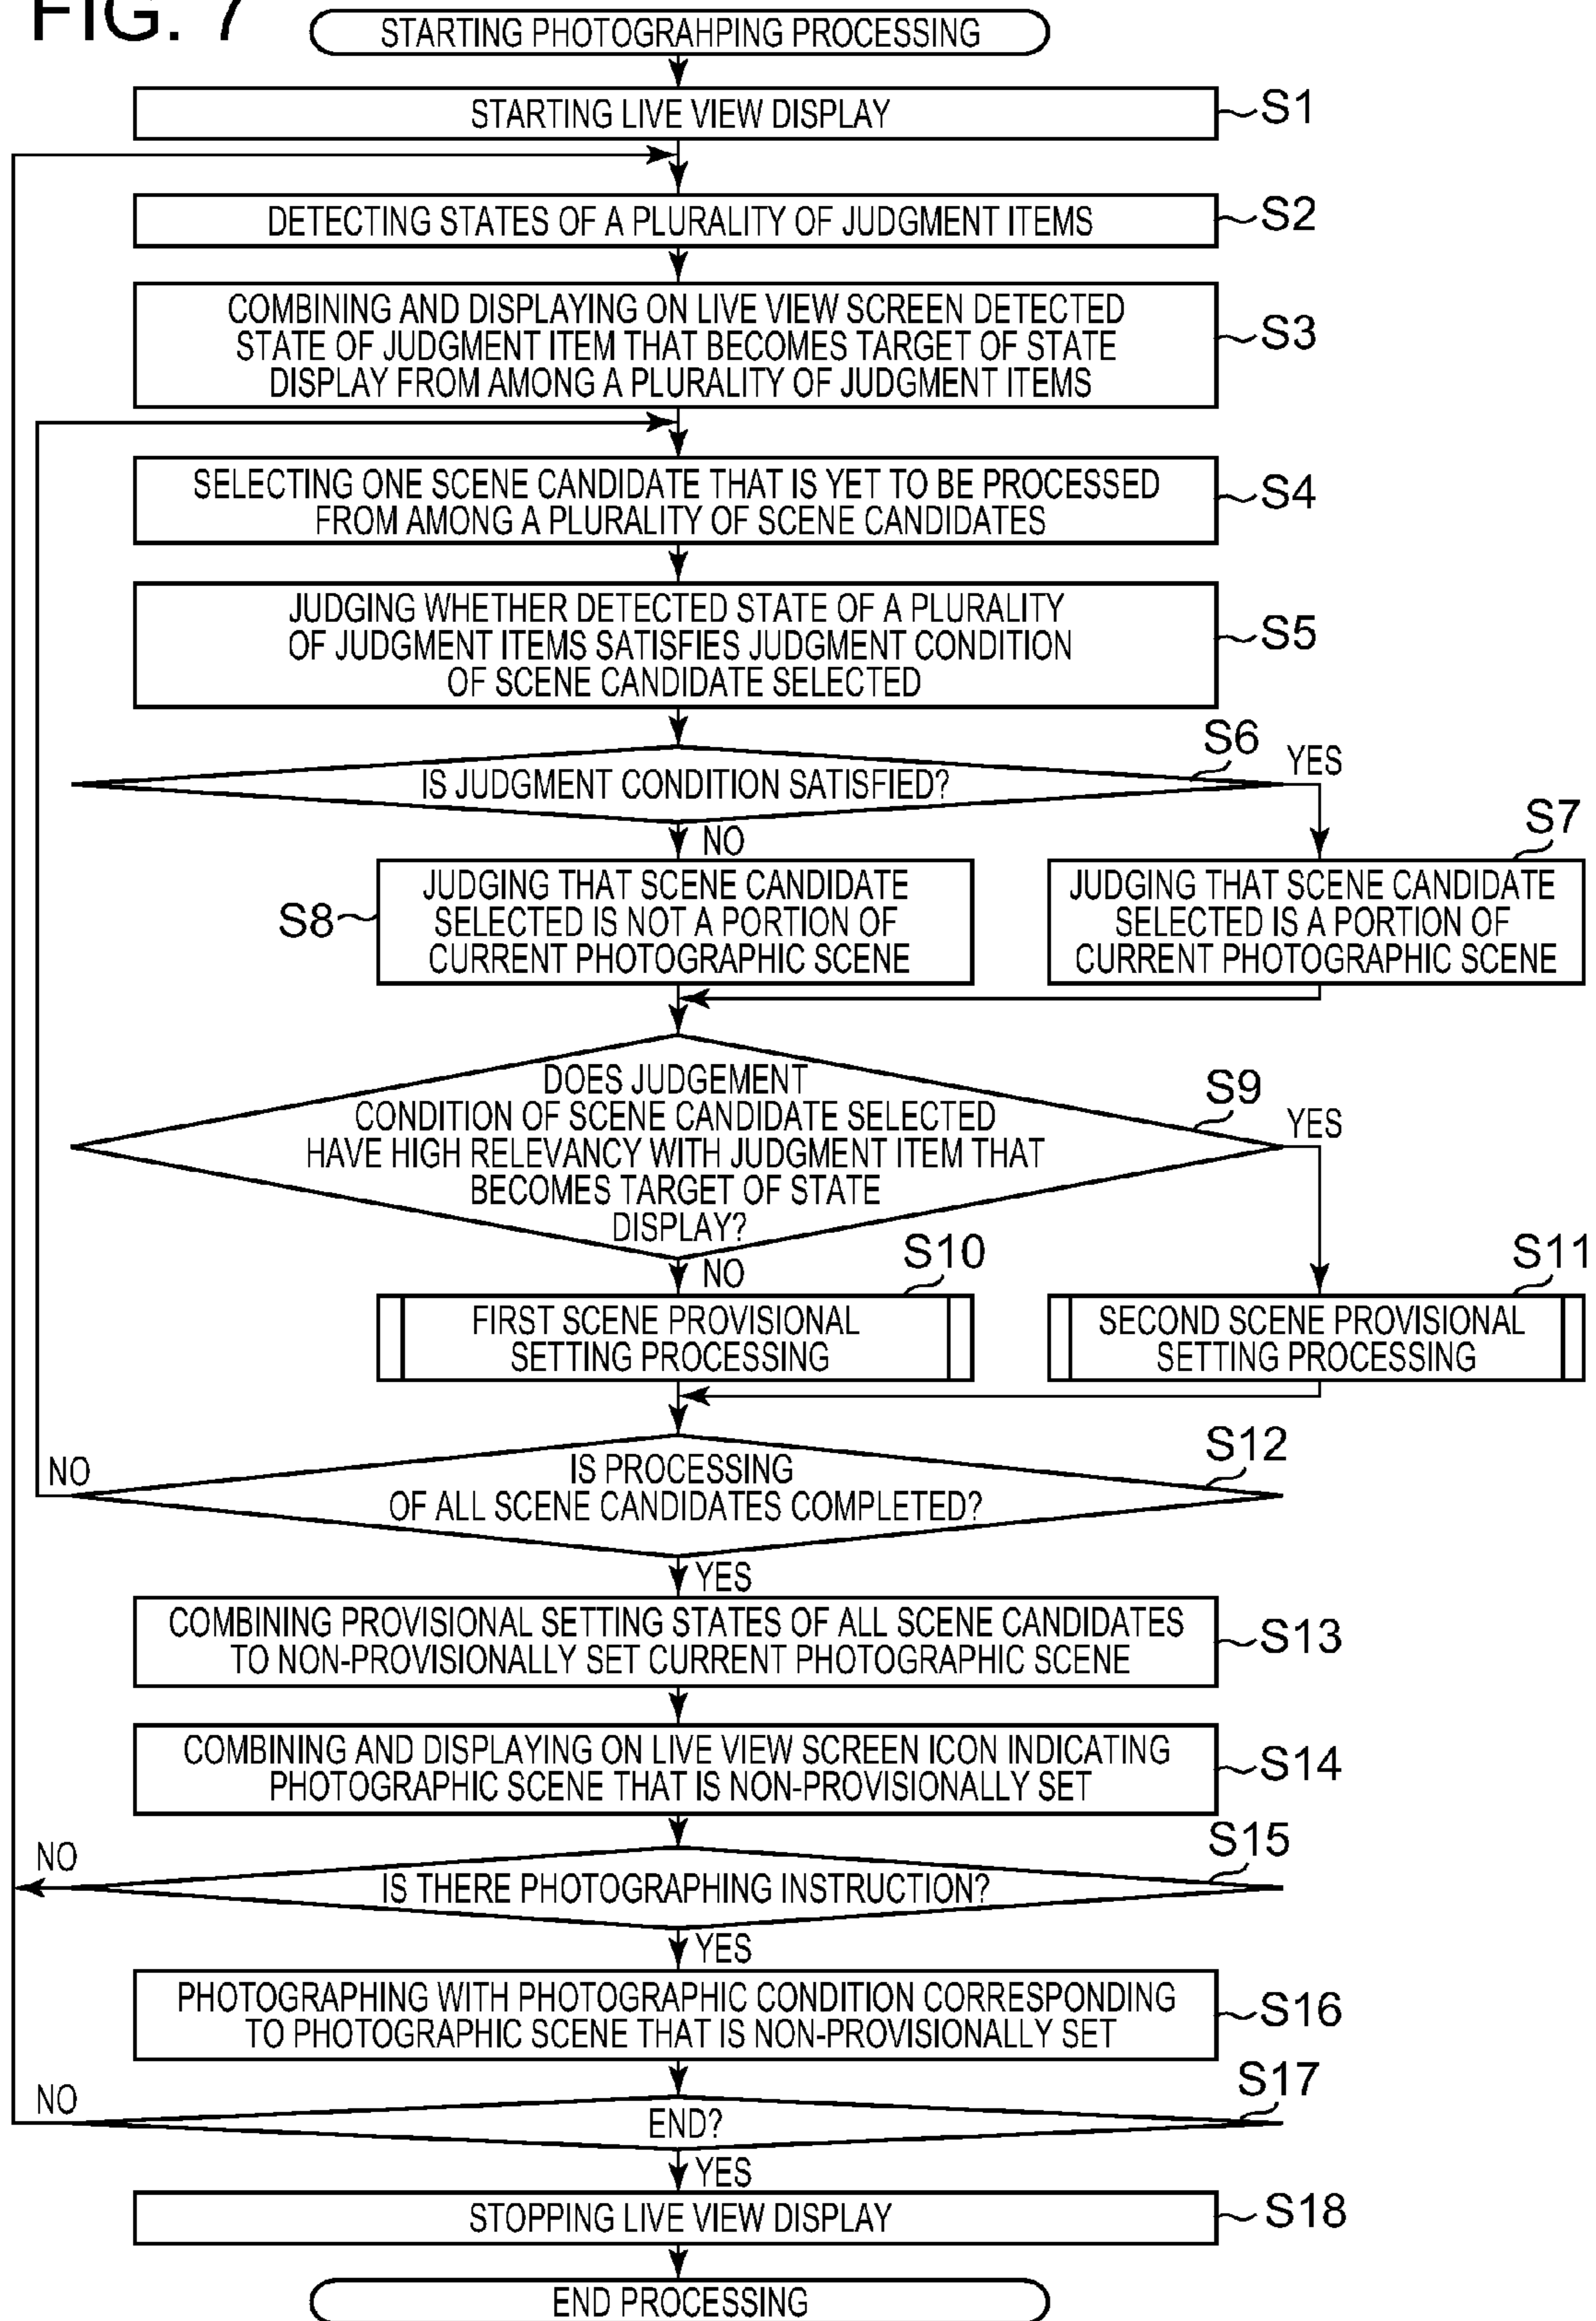 FIG. 7
STARTING PHOTOGRAHPING PROCESSING
STARTING LIVE VIEW DISPLAY
S1
DETECTING STATES OF A PLURALITY OF JUDGMENT ITEMS
S2
COMBINING AND DISPLAYING ON LIVE VIEW SCREEN DETECTED
STATE OF JUDGMENT ITEM THAT BECOMES TARGET OF STATE
DISPLAY FROM AMONG A PLURALITY OF JUDGMENT ITEMS
S3
SELECTING ONE SCENE CANDIDATE THAT IS YET TO BE PROCESSED
FROM AMONG A PLURALITY OF SCENE CANDIDATES
S4
JUDGING WHETHER DETECTED STATE OF A PLURALITY
OF JUDGMENT ITEMS SATISFIES JUDGMENT CONDITION
OF SCENE CANDIDATE SELECTED
S5
S6
IS JUDGMENT CONDITION SATISFIED?
YES
NO
S7
S8
JUDGING THAT SCENE CANDIDATE
SELECTED IS NOT A PORTION OF
CURRENT PHOTOGRAPHIC SCENE
JUDGING THAT SCENE CANDIDATE
SELECTED IS A PORTION OF
CURRENT PHOTOGRAPHIC SCENE
DOES JUDGEMENT
CONDITION OF SCENE CANDIDATE SELECTED
HAVE HIGH RELEVANCY WITH JUDGMENT ITEM THAT
BECOMES TARGET OF STATE
DISPLAY?
S9
YES
NO
S10
S11
FIRST SCENE PROVISIONAL
SETTING PROCESSING
SECOND SCENE PROVISIONAL
SETTING PROCESSING
S12
NO
IS PROCESSING
OF ALL SCENE CANDIDATES COMPLETED?
YES
COMBINING PROVISIONAL SETTING STATES OF ALL SCENE CANDIDATES
TO NON-PROVISIONALLY SET CURRENT PHOTOGRAPHIC SCENE
S13
COMBINING AND DISPLAYING ON LIVE VIEW SCREEN ICON INDICATING
PHOTOGRAPHIC SCENE THAT IS NON-PROVISIONALLY SET
S14
S15
NO
IS THERE PHOTOGRAPHING INSTRUCTION?
YES
PHOTOGRAPHING WITH PHOTOGRAPHIC CONDITION CORRESPONDING
TO PHOTOGRAPHIC SCENE THAT IS NON-PROVISIONALLY SET
S16
S17
NO
END?
YES
STOPPING LIVE VIEW DISPLAY
S18
END PROCESSING